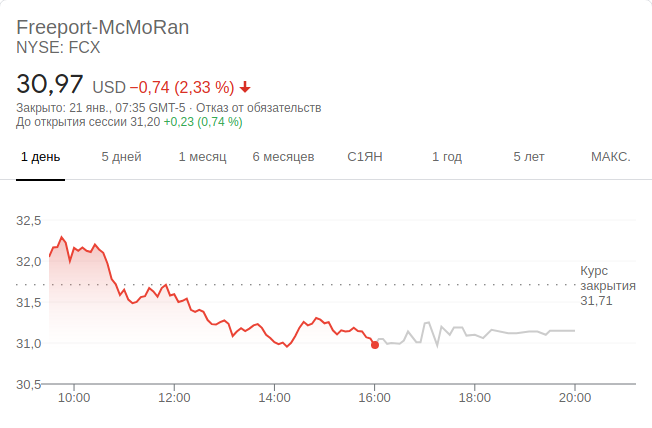 Freeport-McMoRan
NYSE: FCX
30,97 USD −0,74 (2,33 %)
Закрыто: 21 янв., 07:35 GMT-5 · Отказ от обязательств
До открытия сессии 31,20 +0,23 (0,74 %)
1 день 5 дней 1 месяц 6 месяцев С1ЯН 1 год 5 лет МАКС.
32,5
32,0
31,5
31,0
30,5
Курс
закрытия
31,71
10:00 12:00 14:00 16:00 18:00 20:00